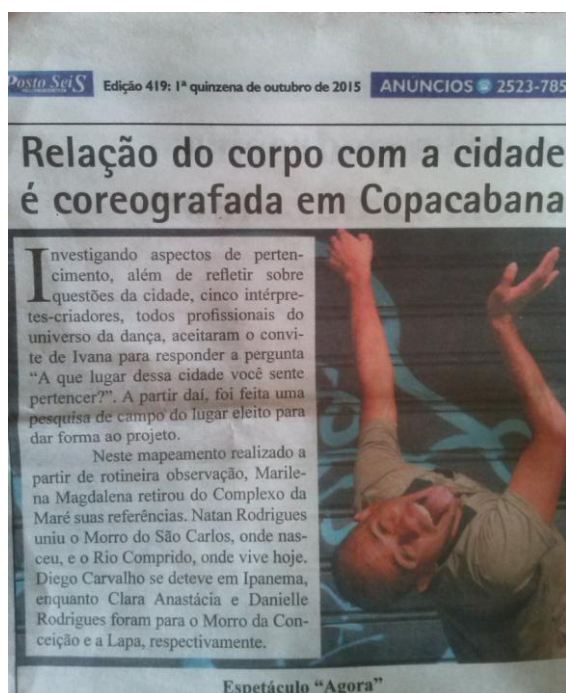 Posto SeiS
Edição 419: 1ª quinzena de outubro de 2015
ANÚNCIOS 2523-785
Relação do corpo com a cidade
é coreografada em Copacabana
Investigando aspectos de perten-
cimento, além de refletir sobre
questões da cidade, cinco intérpre-
tes-criadores, todos profissionais do
universo da dança, aceitaram o convi-
te de Ivana para responder a pergunta
“A que lugar dessa cidade você sente
pertencer?”. A partir daí, foi feita uma
pesquisa de campo do lugar eleito para
dar forma ao projeto.
Neste mapeamento realizado a
partir de rotineira observação, Marile-
na Magdalena retirou do Complexo da
Maré suas referências. Natan Rodrigues
uniu o Morro do São Carlos, onde nas-
ceu, e o Rio Comprido, onde vive hoje.
Diego Carvalho se deteve em Ipanema,
enquanto Clara Anastácia e Danielle
Rodrigues foram para o Morro da Con-
ceição e a Lapa, respectivamente.
Espetáculo “Agora”